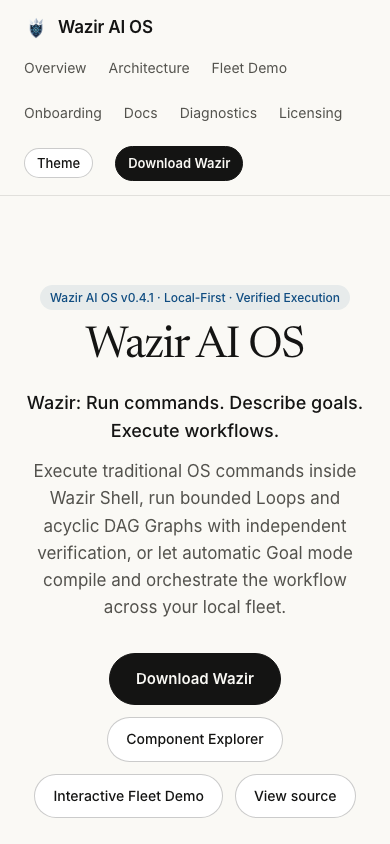 Wazir AI OS
Overview Architecture Fleet Demo
Onboarding Docs Diagnostics Licensing
Theme Download Wazir
Wazir AI OS v0.4.1 · Local-First · Verified Execution
Wazir AI OS
Wazir: Run commands. Describe goals.
Execute workflows.
Execute traditional OS commands inside
Wazir Shell, run bounded Loops and
acyclic DAG Graphs with independent
verification, or let automatic Goal mode
compile and orchestrate the workflow
across your local fleet.
Download Wazir
Component Explorer
Interactive Fleet Demo View source